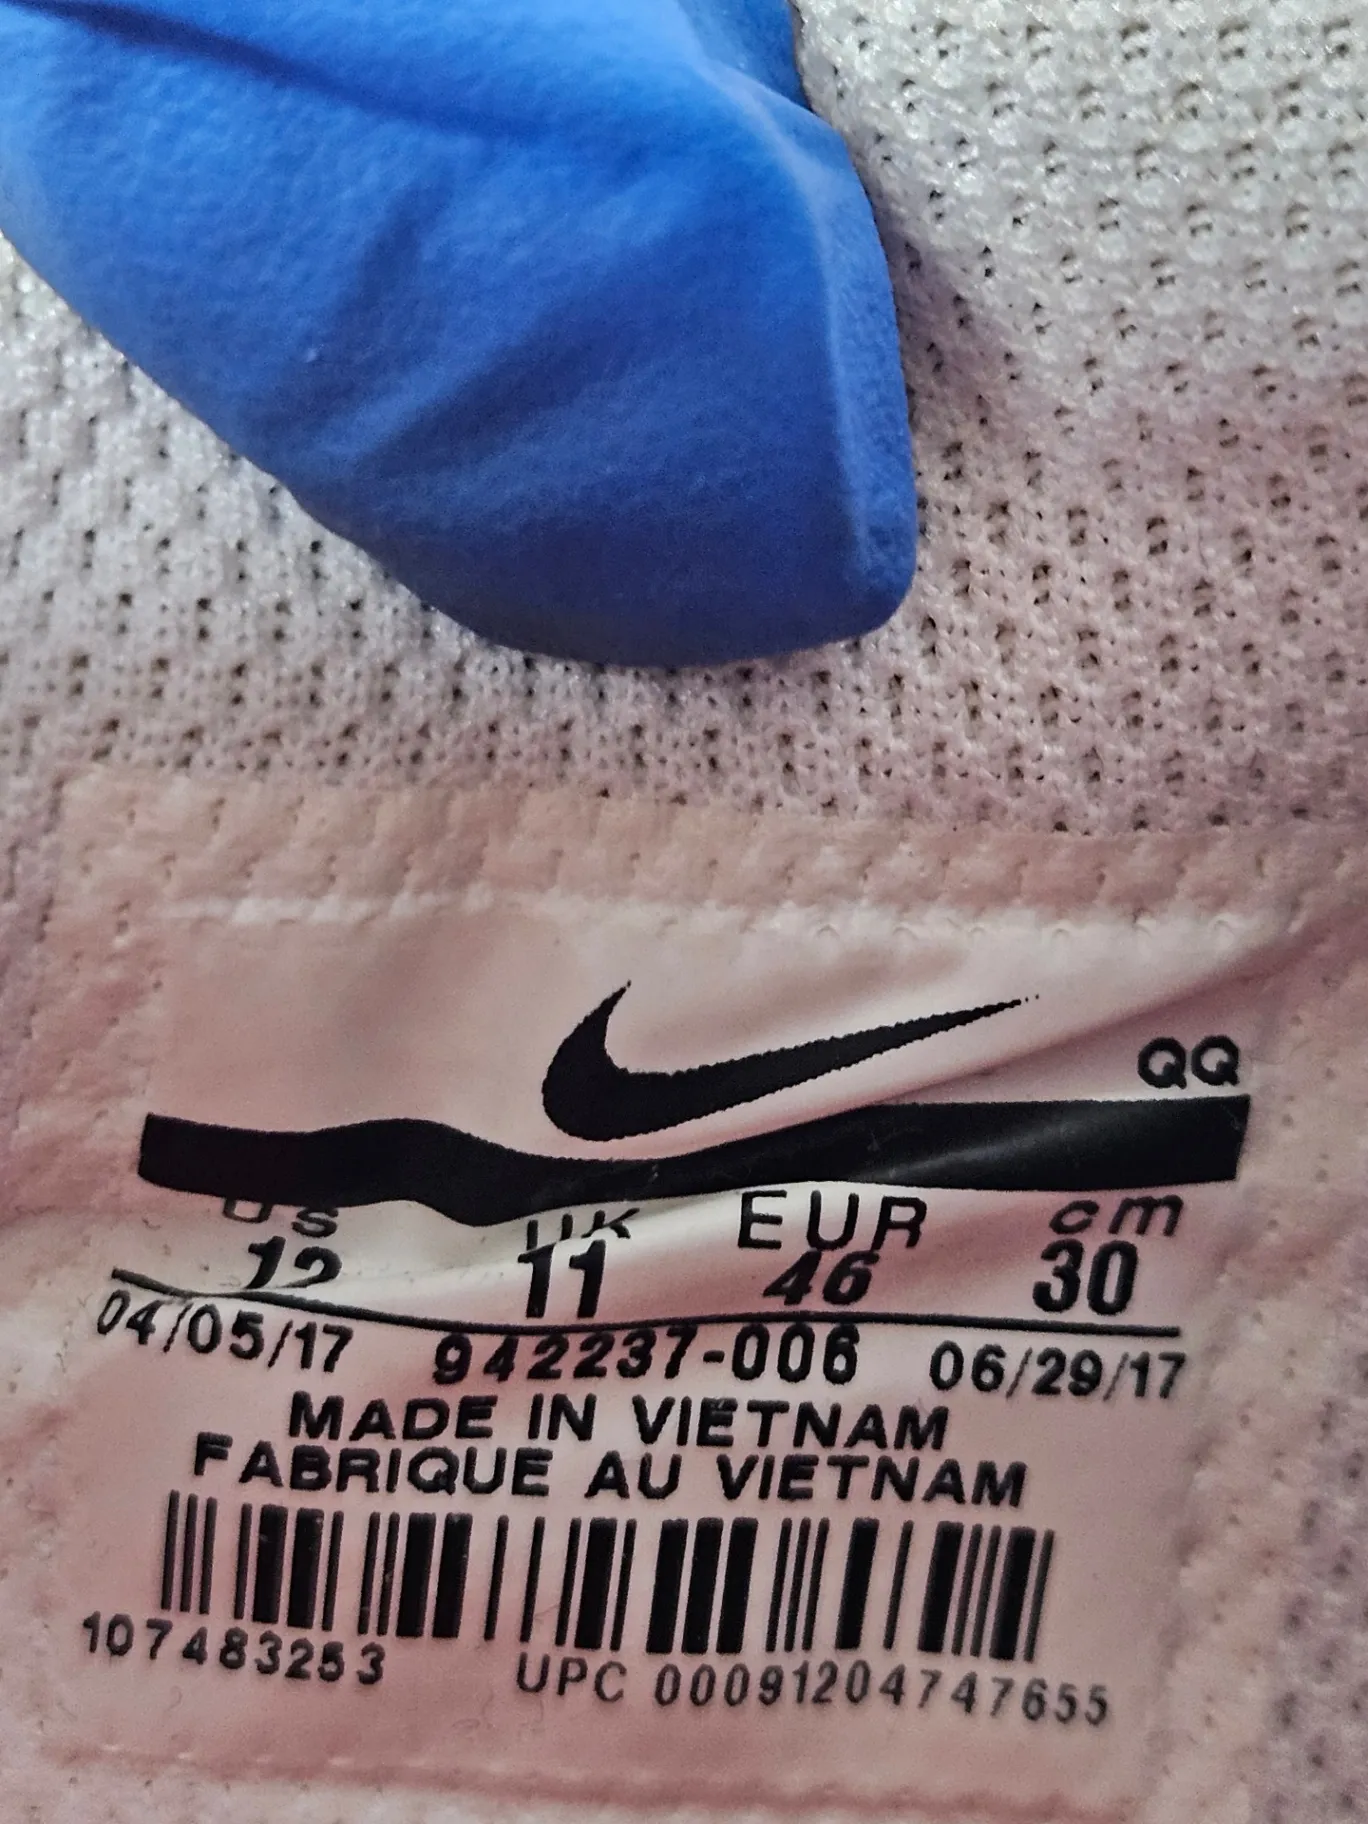 QQ
US UK EUR cm
12 11 46 30
04/05/17 942237-006 06/29/17
MADE IN VIETNAM
FABRIQUE AU VIETNAM
107483253 UPC 00091204747655